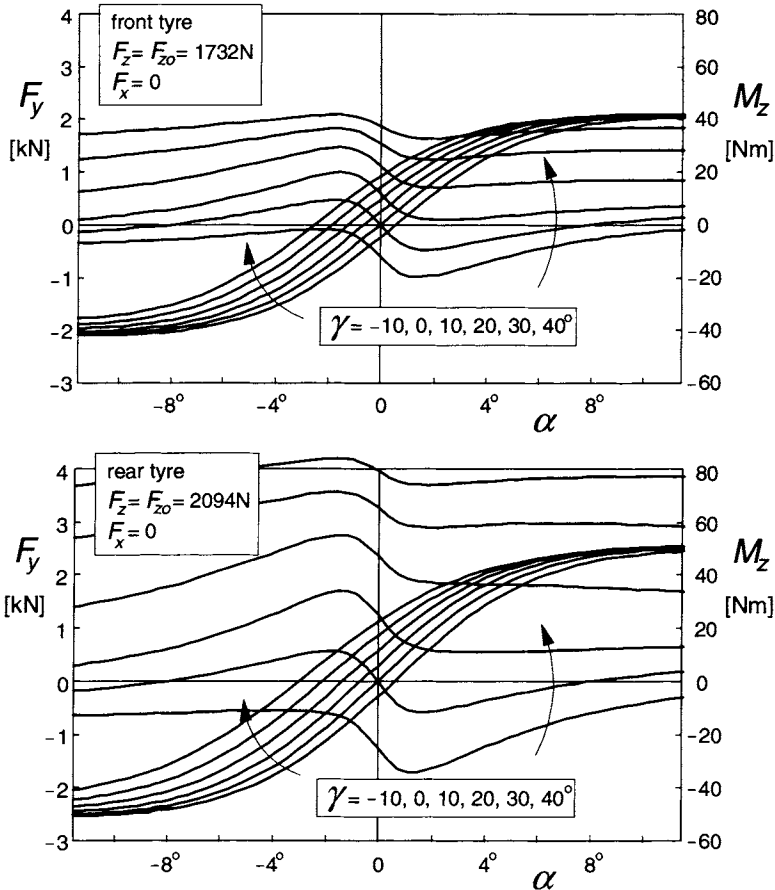 front tyre
F_z = F_zo = 1732N
F_x = 0
F_y
[kN]
4
3
2
1
0
−1
−2
−3
80
60
40
20
0
−20
−40
−60
M_z
[Nm]
γ = −10, 0, 10, 20, 30, 40°
−8° −4° 0 4° 8°
α
rear tyre
F_z = F_zo = 2094N
F_x = 0
F_y
[kN]
4
3
2
1
0
−1
−2
−3
80
60
40
20
0
−20
−40
−60
M_z
[Nm]
γ = −10, 0, 10, 20, 30, 40°
−8° −4° 0 4° 8°
α